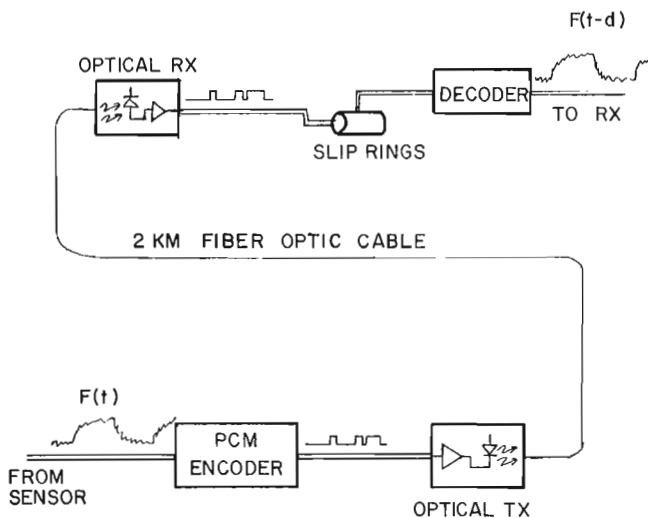 F(t-d)
OPTICAL RX
DECODER
TO RX
SLIP RINGS
2 KM FIBER OPTIC CABLE
F(t)
PCM
ENCODER
FROM
SENSOR
OPTICAL TX